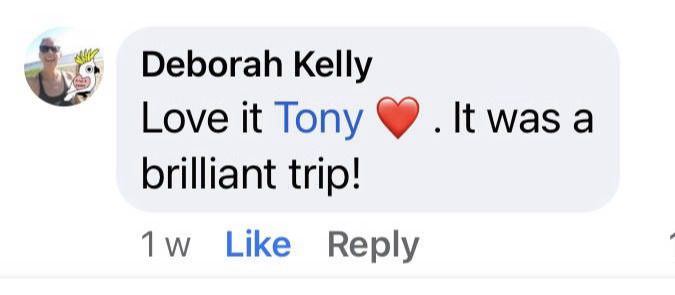 Deborah Kelly
Love it Tony ❤️ . It was a
brilliant trip!
1 w Like Reply